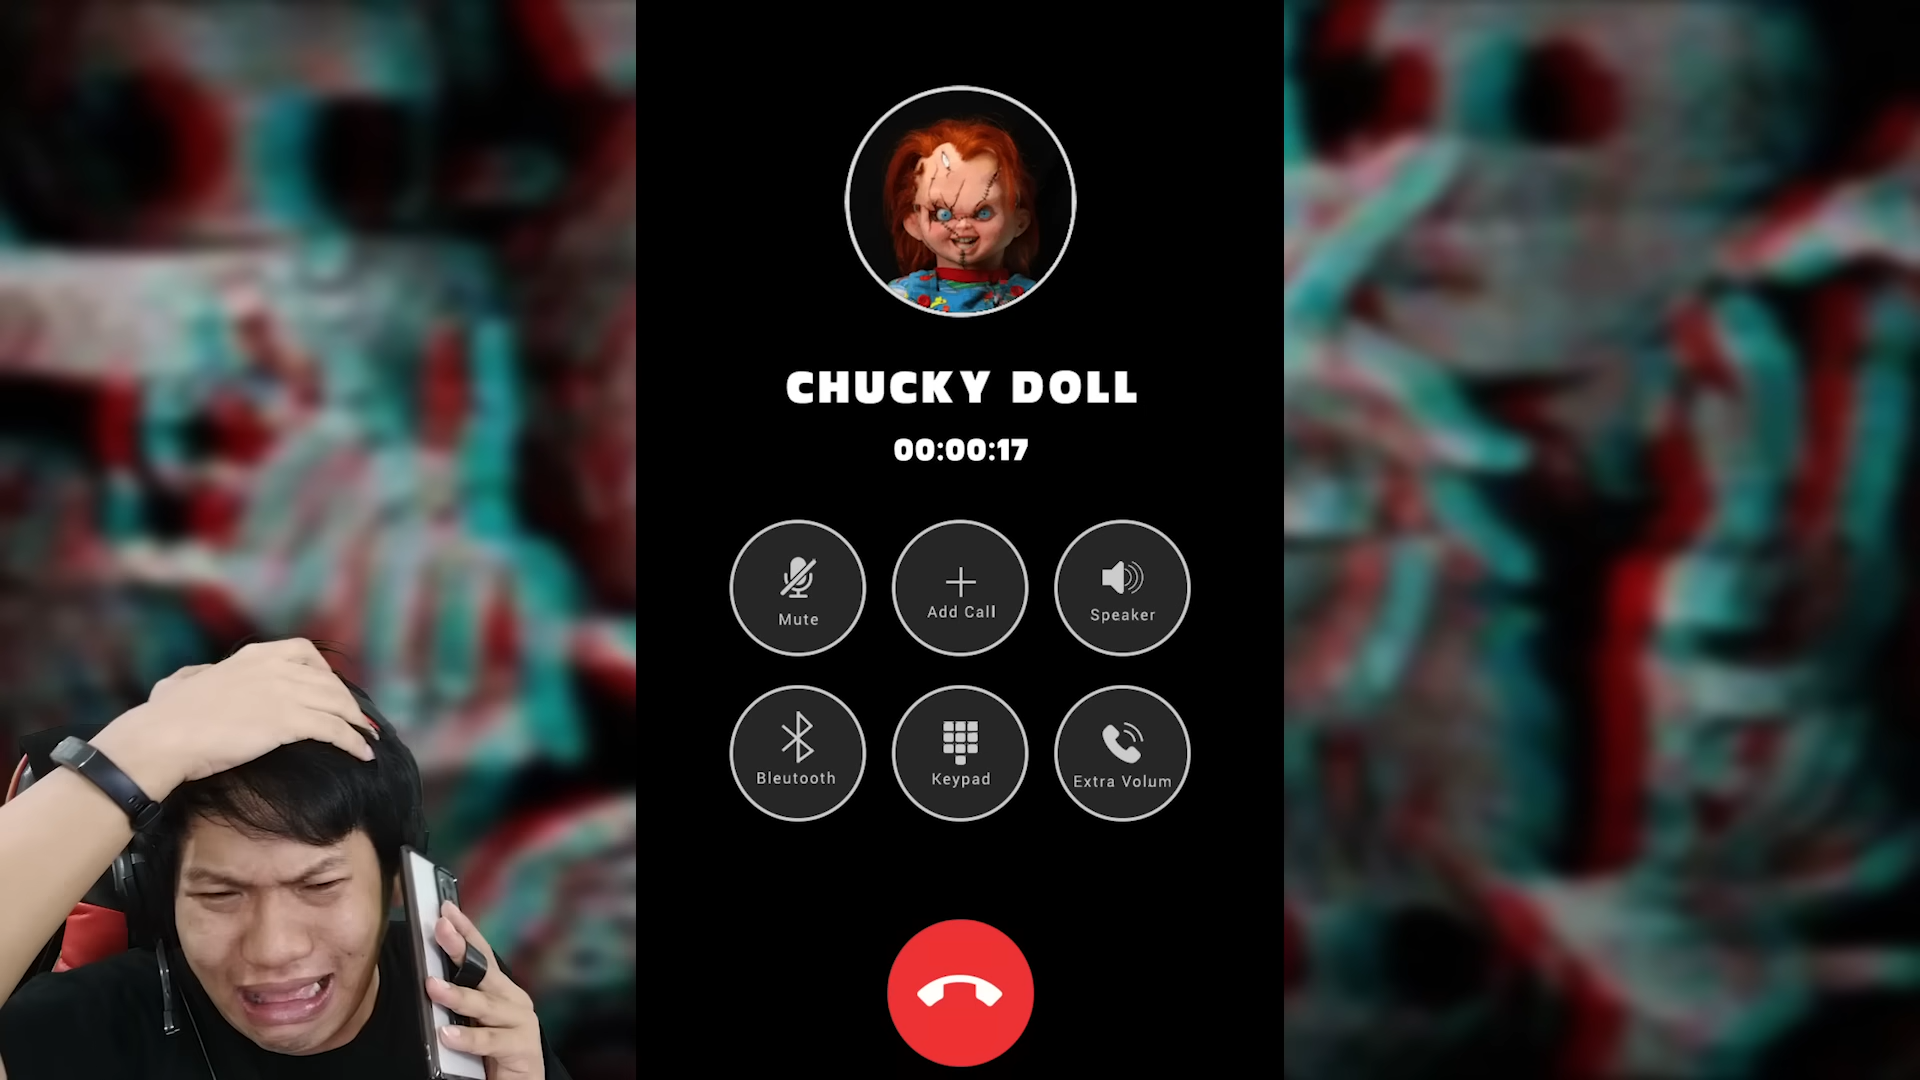 CHUCKY DOLL
00:00:17
Mute
Add Call
Speaker
Bleutooth
Keypad
Extra Volum